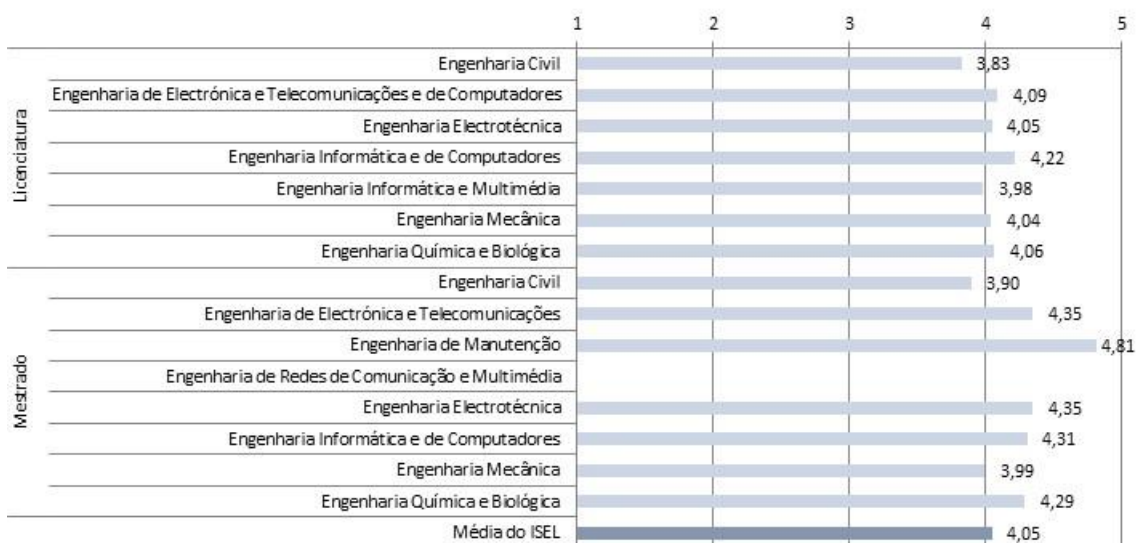 1 2 3 4 5
Licenciatura
Engenharia Civil 3,83
Engenharia de Electrónica e Telecomunicações e de Computadores 4,09
Engenharia Electrotécnica 4,05
Engenharia Informática e de Computadores 4,22
Engenharia Informática e Multimédia 3,98
Engenharia Mecânica 4,04
Engenharia Química e Biológica 4,06
Mestrado
Engenharia Civil 3,90
Engenharia de Electrónica e Telecomunicações 4,35
Engenharia de Manutenção 4,81
Engenharia de Redes de Comunicação e Multimédia
Engenharia Electrotécnica 4,35
Engenharia Informática e de Computadores 4,31
Engenharia Mecânica 3,99
Engenharia Química e Biológica 4,29
Média do ISEL 4,05